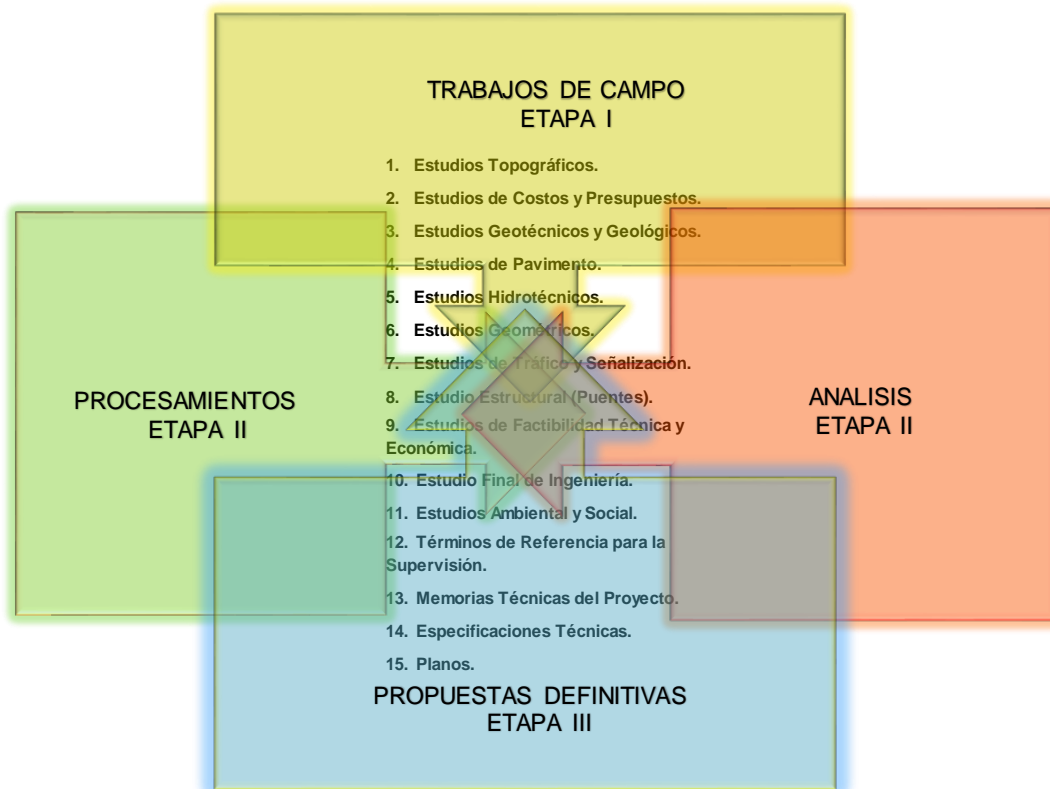 TRABAJOS DE CAMPO
ETAPA I
1. Estudios Topográficos.
2. Estudios de Costos y Presupuestos.
3. Estudios Geotécnicos y Geológicos.
4. Estudios de Pavimento.
5. Estudios Hidrotécnicos.
6. Estudios Geométricos.
7. Estudios de Tráfico y Señalización.
8. Estudio Estructural (Puentes).
9. Estudios de Factibilidad Técnica y
Económica.
10. Estudio Final de Ingeniería.
11. Estudios Ambiental y Social.
12. Términos de Referencia para la
Supervisión.
13. Memorias Técnicas del Proyecto.
14. Especificaciones Técnicas.
15. Planos.
PROCESAMIENTOS
ETAPA II
ANALISIS
ETAPA II
PROPUESTAS DEFINITIVAS
ETAPA III